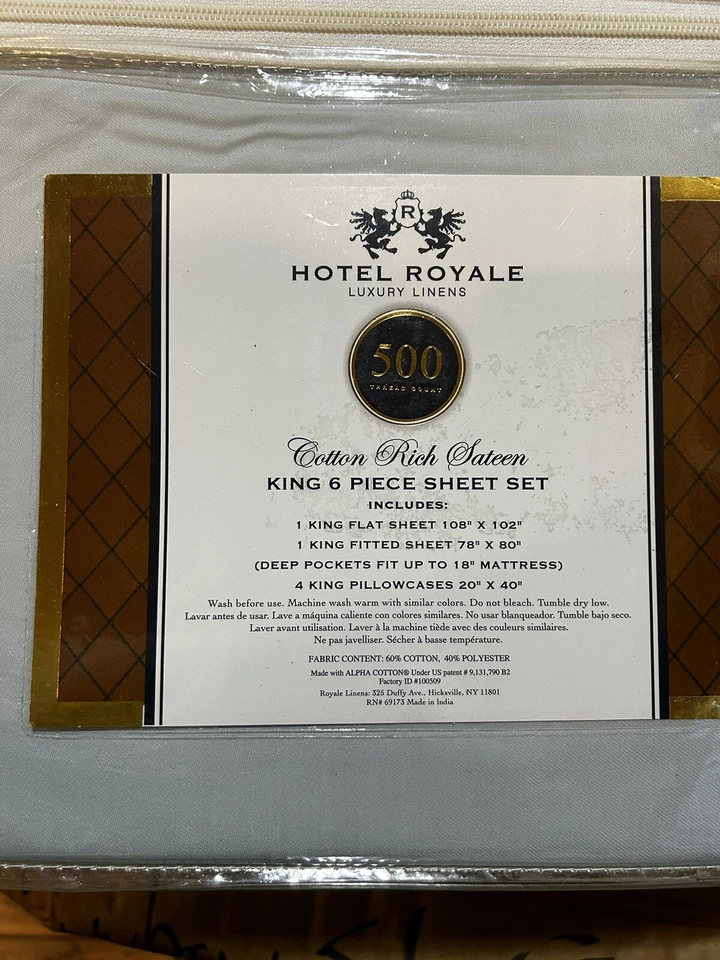 R
HOTEL ROYALE
LUXURY LINENS
500
THREAD COUNT
Cotton Rich Sateen
KING 6 PIECE SHEET SET
INCLUDES:
1 KING FLAT SHEET 108" X 102"
1 KING FITTED SHEET 78" X 80"
(DEEP POCKETS FIT UP TO 18" MATTRESS)
4 KING PILLOWCASES 20" X 40"
Wash before use. Machine wash warm with similar colors. Do not bleach. Tumble dry low.
Lavar antes de usar. Lave a máquina caliente con colores similares. No usar blanqueador. Tumble bajo seco.
Laver avant utilisation. Laver à la machine tiède avec des couleurs similaires.
Ne pas javelliser. Sécher à basse température.
FABRIC CONTENT: 60% COTTON, 40% POLYESTER
Made with ALPHA COTTON® Under US patent # 9,131,790 B2
Factory ID #100509
Royale Linens: 325 Duffy Ave., Hicksville, NY 11801
RN# 69173 Made in India